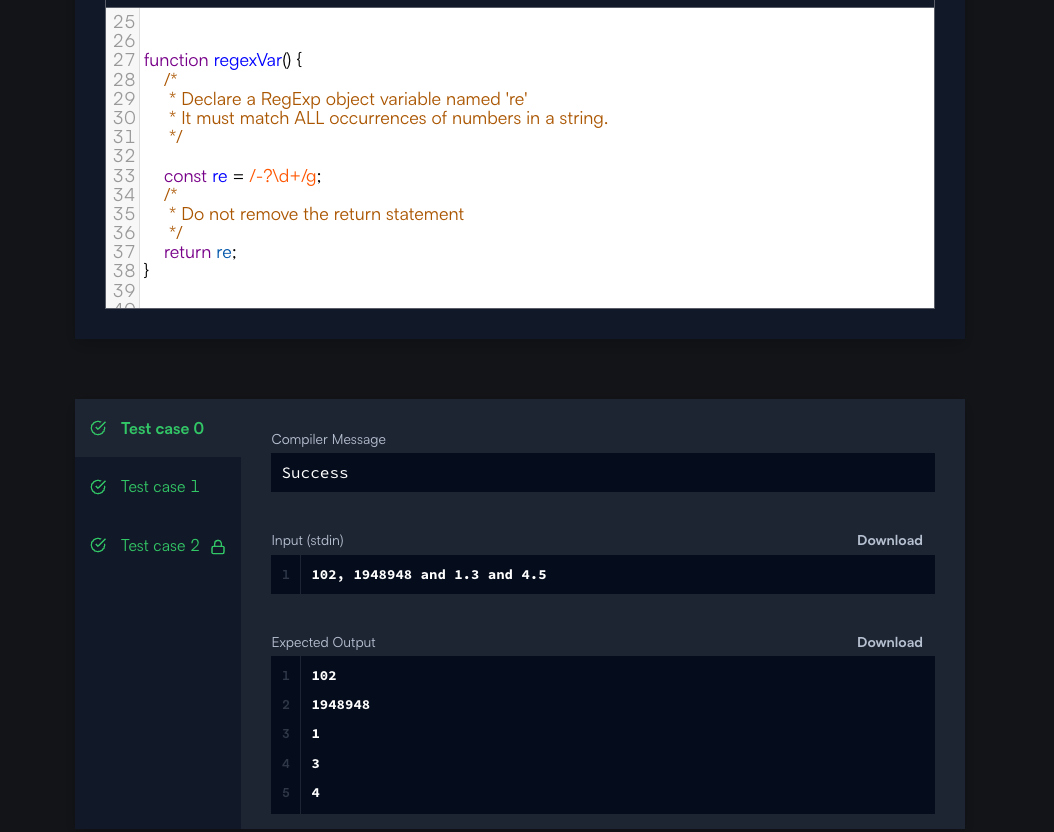 25
26
27 function regexVar() {
28 /*
29 * Declare a RegExp object variable named 're'
30 * It must match ALL occurrences of numbers in a string.
31 */
32
33 const re = /-?\d+/g;
34 /*
35 * Do not remove the return statement
36 */
37 return re;
38 }
39
40
Test case 0
Test case 1
Test case 2
Compiler Message
Success
Input (stdin) Download
1 102, 1948948 and 1.3 and 4.5
Expected Output Download
1 102
2 1948948
3 1
4 3
5 4